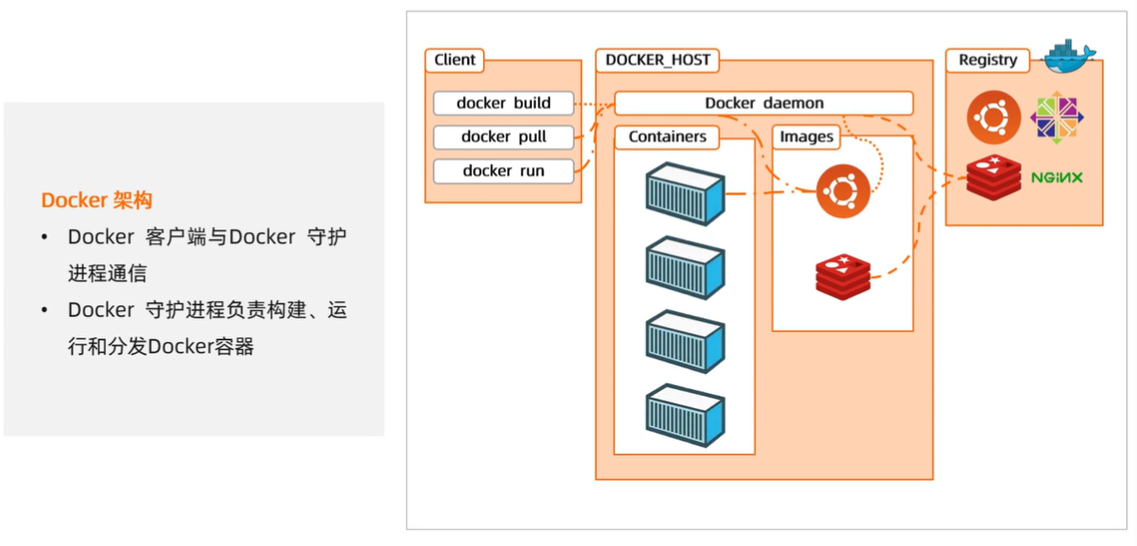 Docker 架构
• Docker 客户端与Docker 守护
进程通信
• Docker 守护进程负责构建、运
行和分发Docker容器
Client
docker build
docker pull
docker run
DOCKER_HOST
Docker daemon
Containers
Images
Registry
NGINX